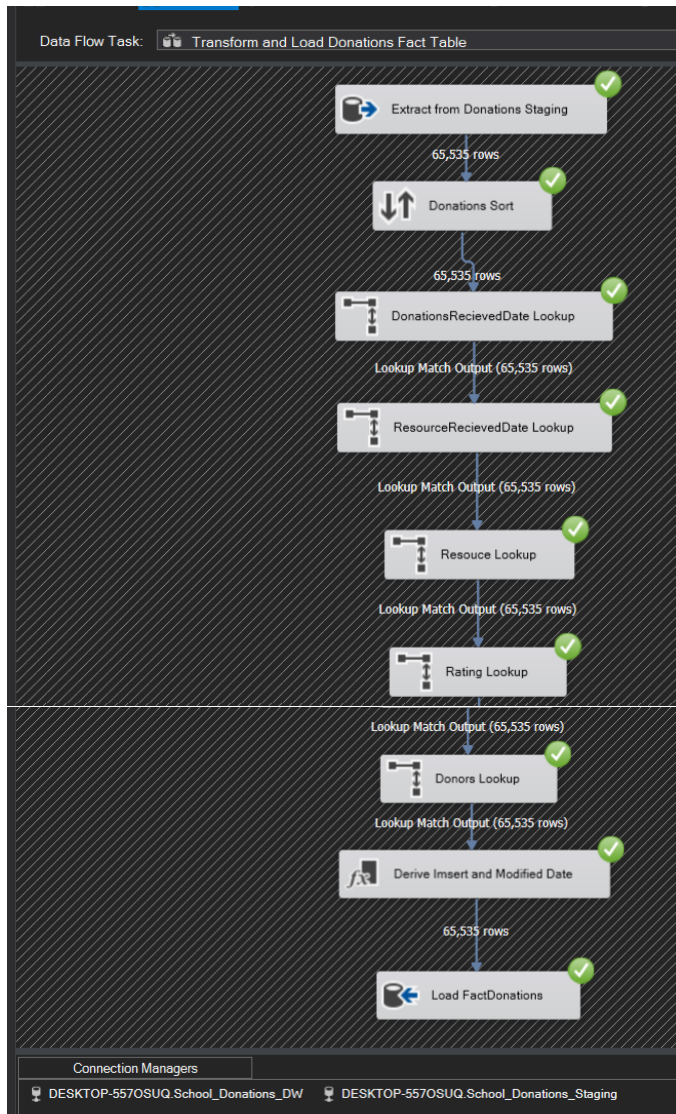 Data Flow Task: Transform and Load Donations Fact Table
Extract from Donations Staging
65,535 rows
Donations Sort
65,535 rows
DonationsRecievedDate Lookup
Lookup Match Output (65,535 rows)
ResourceRecievedDate Lookup
Lookup Match Output (65,535 rows)
Resouce Lookup
Lookup Match Output (65,535 rows)
Rating Lookup
Lookup Match Output (65,535 rows)
Donors Lookup
Lookup Match Output (65,535 rows)
Derive Imsert and Modified Date
65,535 rows
Load FactDonations
Connection Managers
DESKTOP-557OSUQ.School_Donations_DW DESKTOP-557OSUQ.School_Donations_Staging